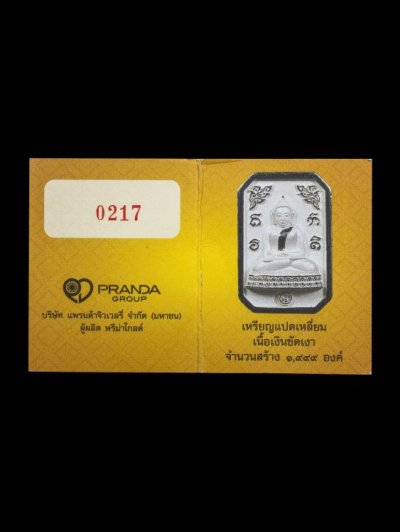 0217
PRANDA
GROUP
บริษัท แพรนด้าจิวเวลรี่ จำกัด (มหาชน)
ผู้ผลิต พรีม่าโกลด์
เหรียญแปดเหลี่ยม
เนื้อเงินขัดเงา
จำนวนสร้าง ๑,๙๙๙ องค์